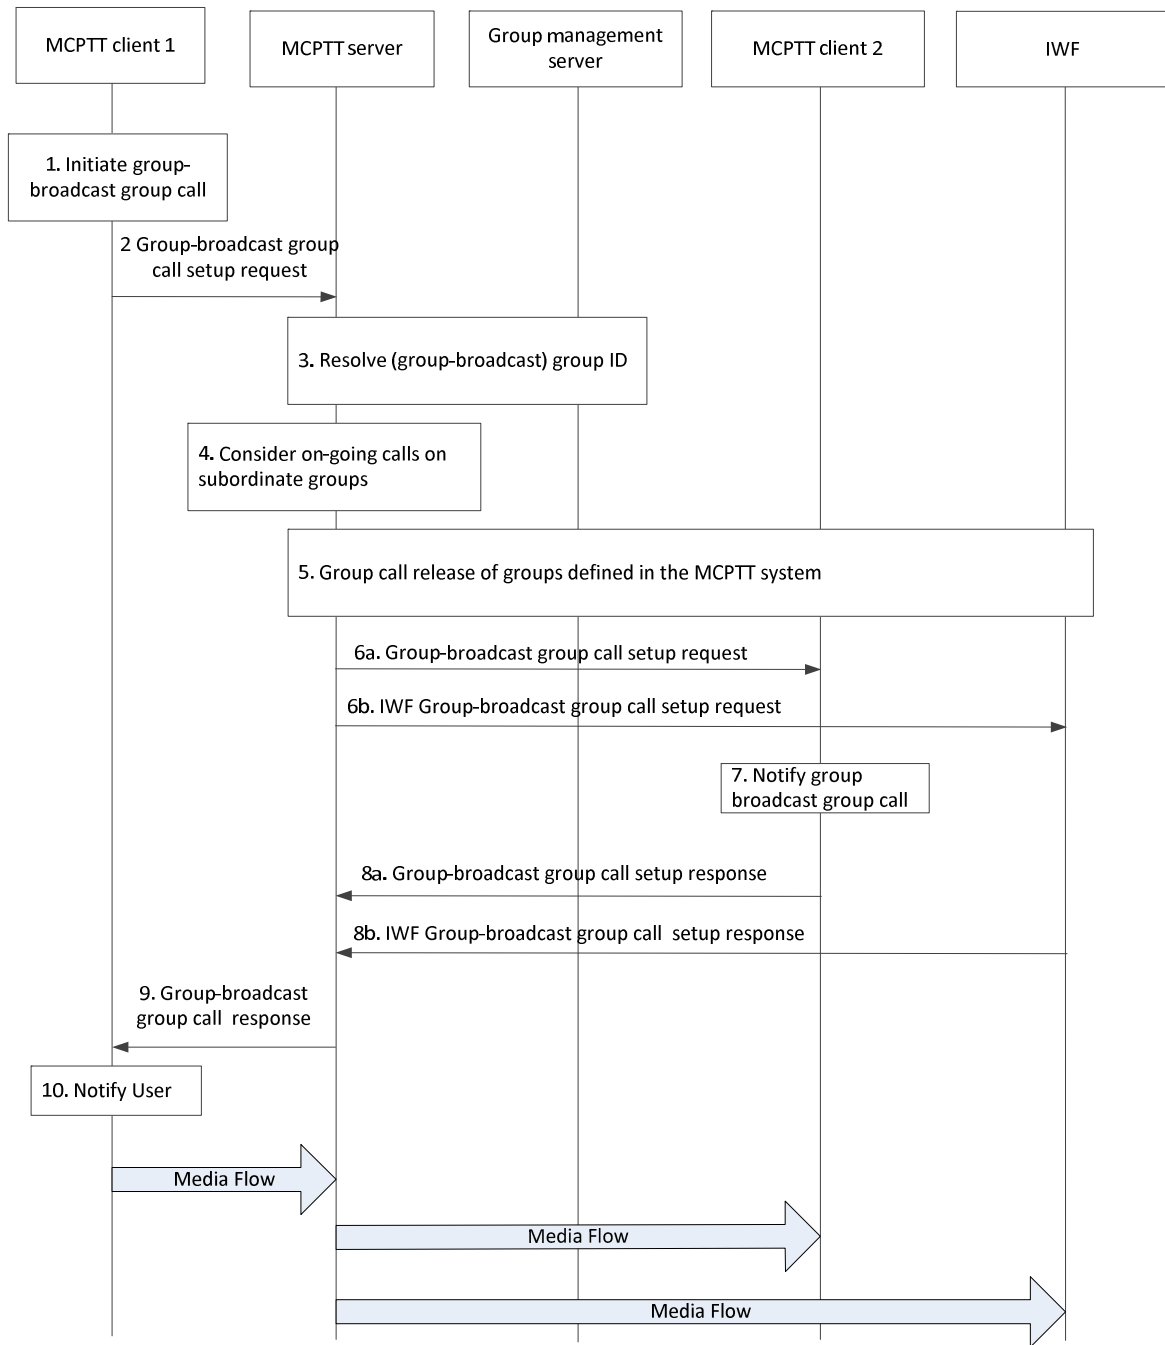 MCPTT client 1
MCPTT server
Group management
server
MCPTT client 2
IWF
1. Initiate group-
broadcast group call
2 Group-broadcast group
call setup request
3. Resolve (group-broadcast) group ID
4. Consider on-going calls on
subordinate groups
5. Group call release of groups defined in the MCPTT system
6a. Group-broadcast group call setup request
6b. IWF Group-broadcast group call setup request
7. Notify group
broadcast group call
8a. Group-broadcast group call setup response
8b. IWF Group-broadcast group call setup response
9. Group-broadcast
group call response
10. Notify User
Media Flow
Media Flow
Media Flow